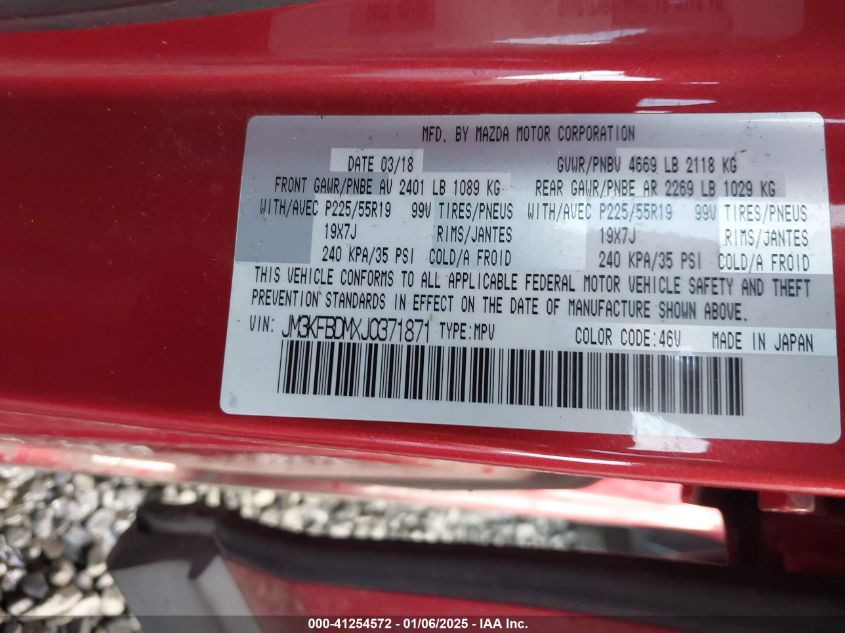 MFD. BY MAZDA MOTOR CORPORATION
DATE 03/18 GVWR/PNBV 4669 LB 2118 KG
FRONT GAWR/PNBE AV 2401 LB 1089 KG REAR GAWR/PNBE AR 2269 LB 1029 KG
WITH/AVEC P225/55R19 99V TIRES/PNEUS WITH/AVEC P225/55R19 99V TIRES/PNEUS
19X7J RIMS/JANTES 19X7J RIMS/JANTES
240 KPA/35 PSI COLD/A FROID 240 KPA/35 PSI COLD/A FROID
THIS VEHICLE CONFORMS TO ALL APPLICABLE FEDERAL MOTOR VEHICLE SAFETY AND THEFT
PREVENTION STANDARDS IN EFFECT ON THE DATE OF MANUFACTURE SHOWN ABOVE.
VIN: JM3KFBDMXJ0371871 TYPE:MPV COLOR CODE:46V MADE IN JAPAN
000-41254572 - 01/06/2025 - IAA Inc.